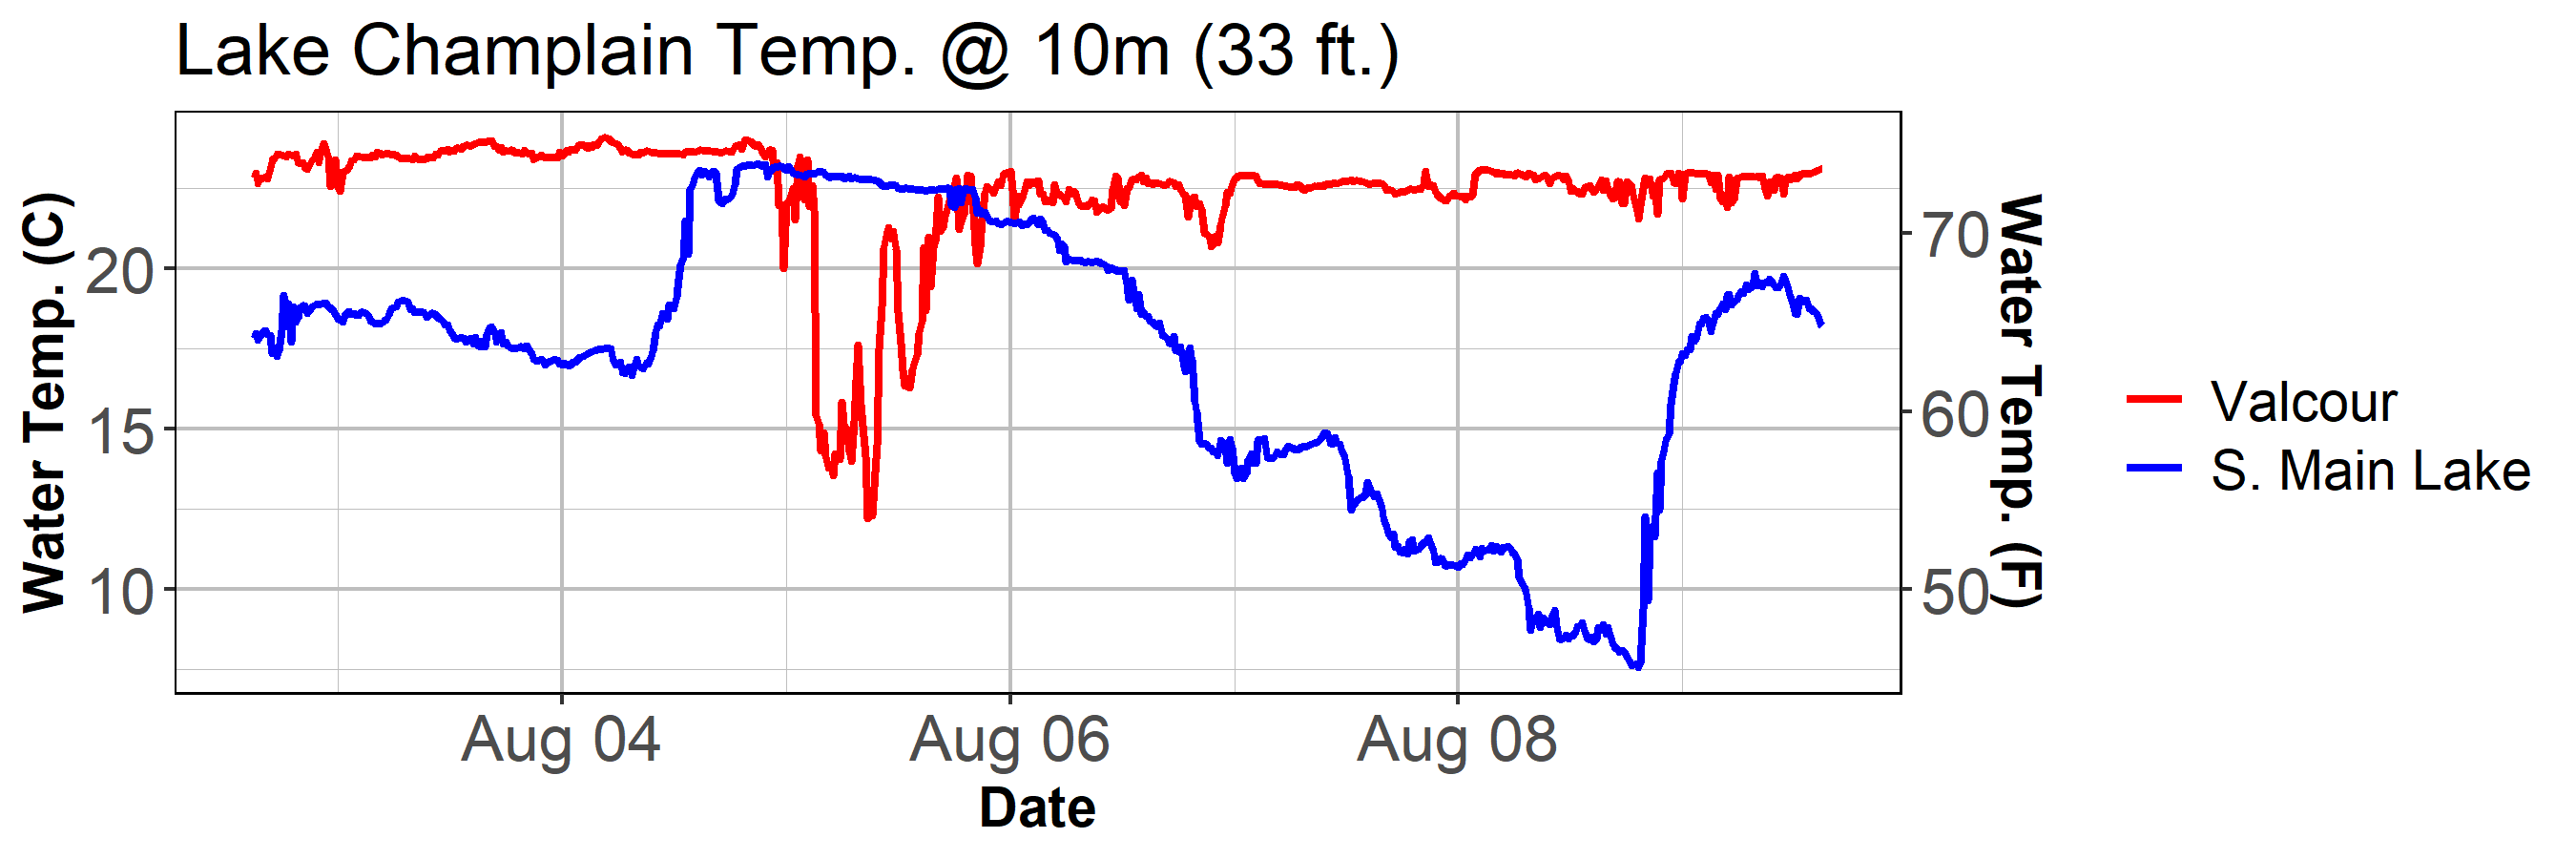 Lake Champlain Temp. @ 10m (33 ft.)
Water Temp. (C)
20
15
10
70
60
50
Water Temp. (F)
Aug 04
Aug 06
Aug 08
Date
Valcour
S. Main Lake